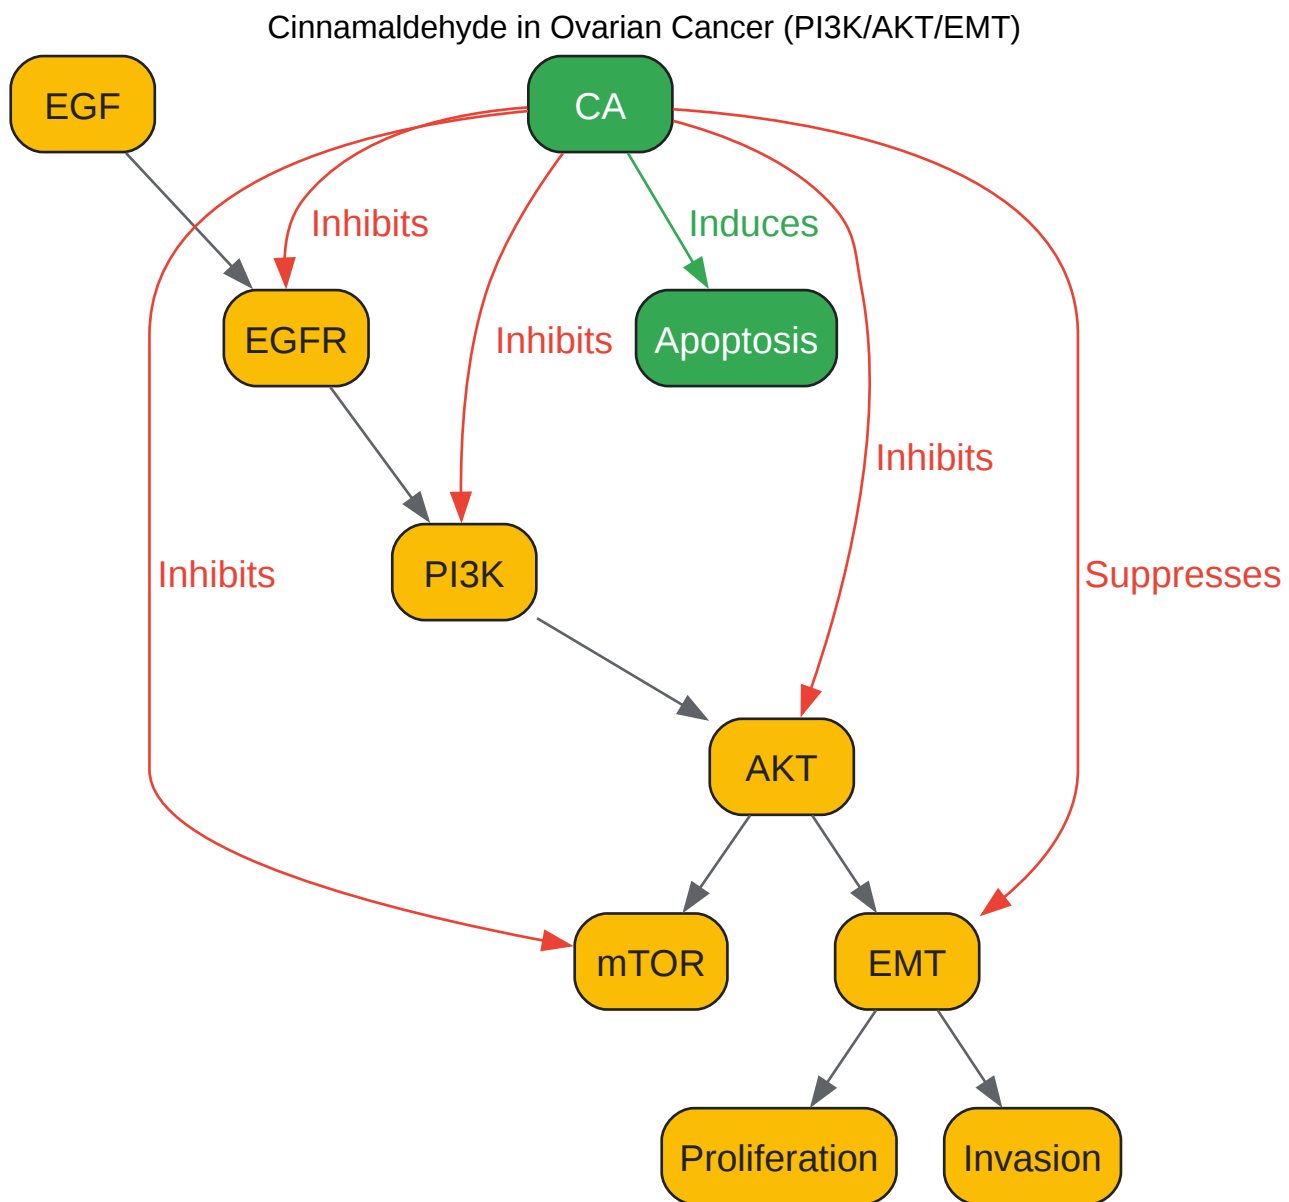 Cinnamaldehyde in Ovarian Cancer (PI3K/AKT/EMT)
EGF
CA
Inhibits
Induces
EGFR
Inhibits
Apoptosis
Inhibits
Inhibits
PI3K
Suppresses
AKT
mTOR
EMT
Proliferation
Invasion